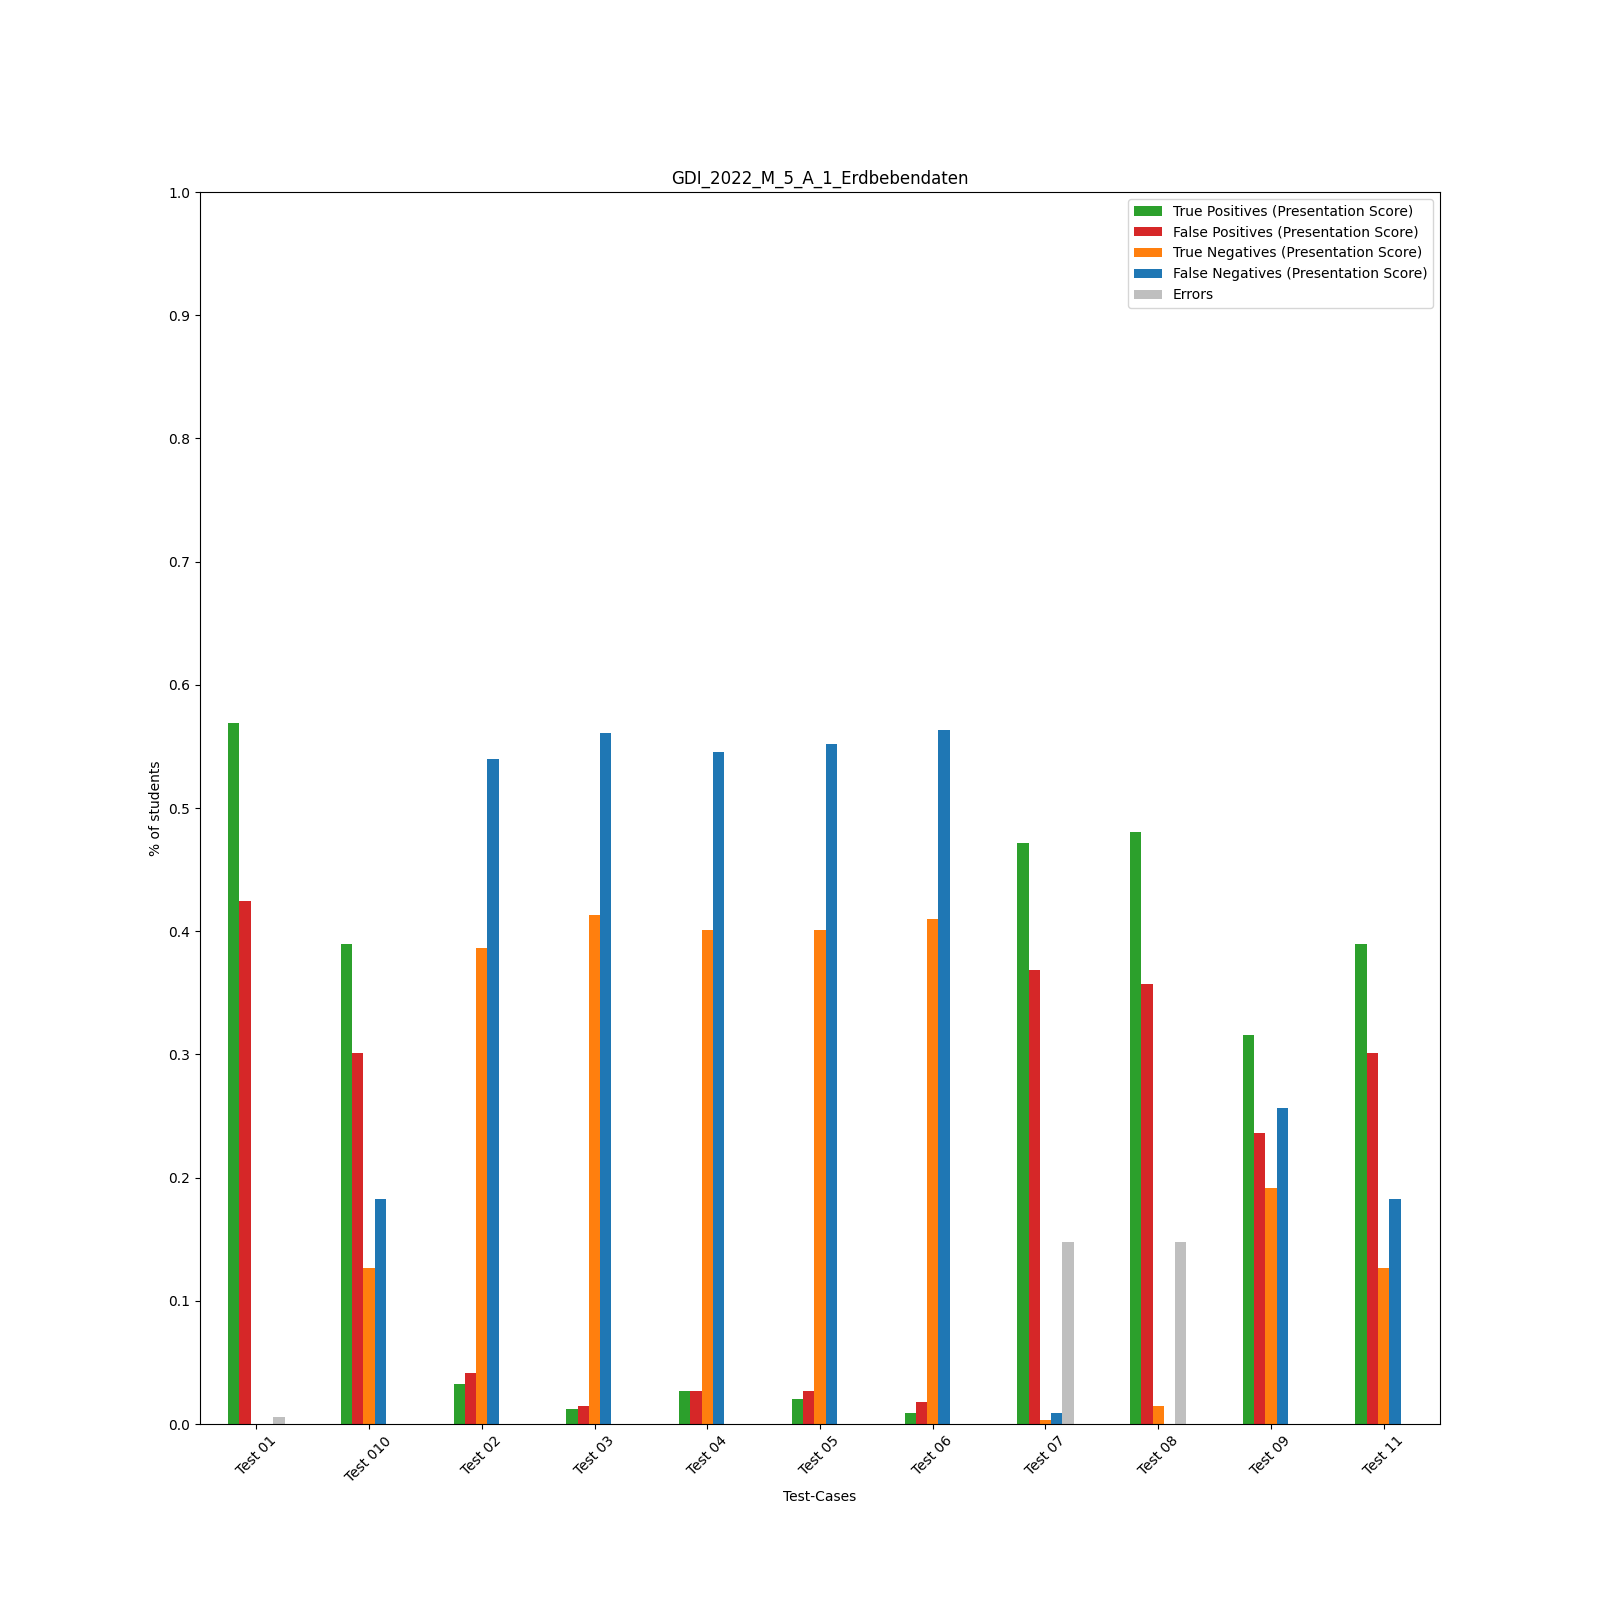 GDI_2022_M_5_A_1_Erdbebendaten
True Positives (Presentation Score)
False Positives (Presentation Score)
True Negatives (Presentation Score)
False Negatives (Presentation Score)
Errors
% of students
1.0
0.9
0.8
0.7
0.6
0.5
0.4
0.3
0.2
0.1
0.0
Test 01
Test 010
Test 02
Test 03
Test 04
Test 05
Test 06
Test 07
Test 08
Test 09
Test 11
Test-Cases